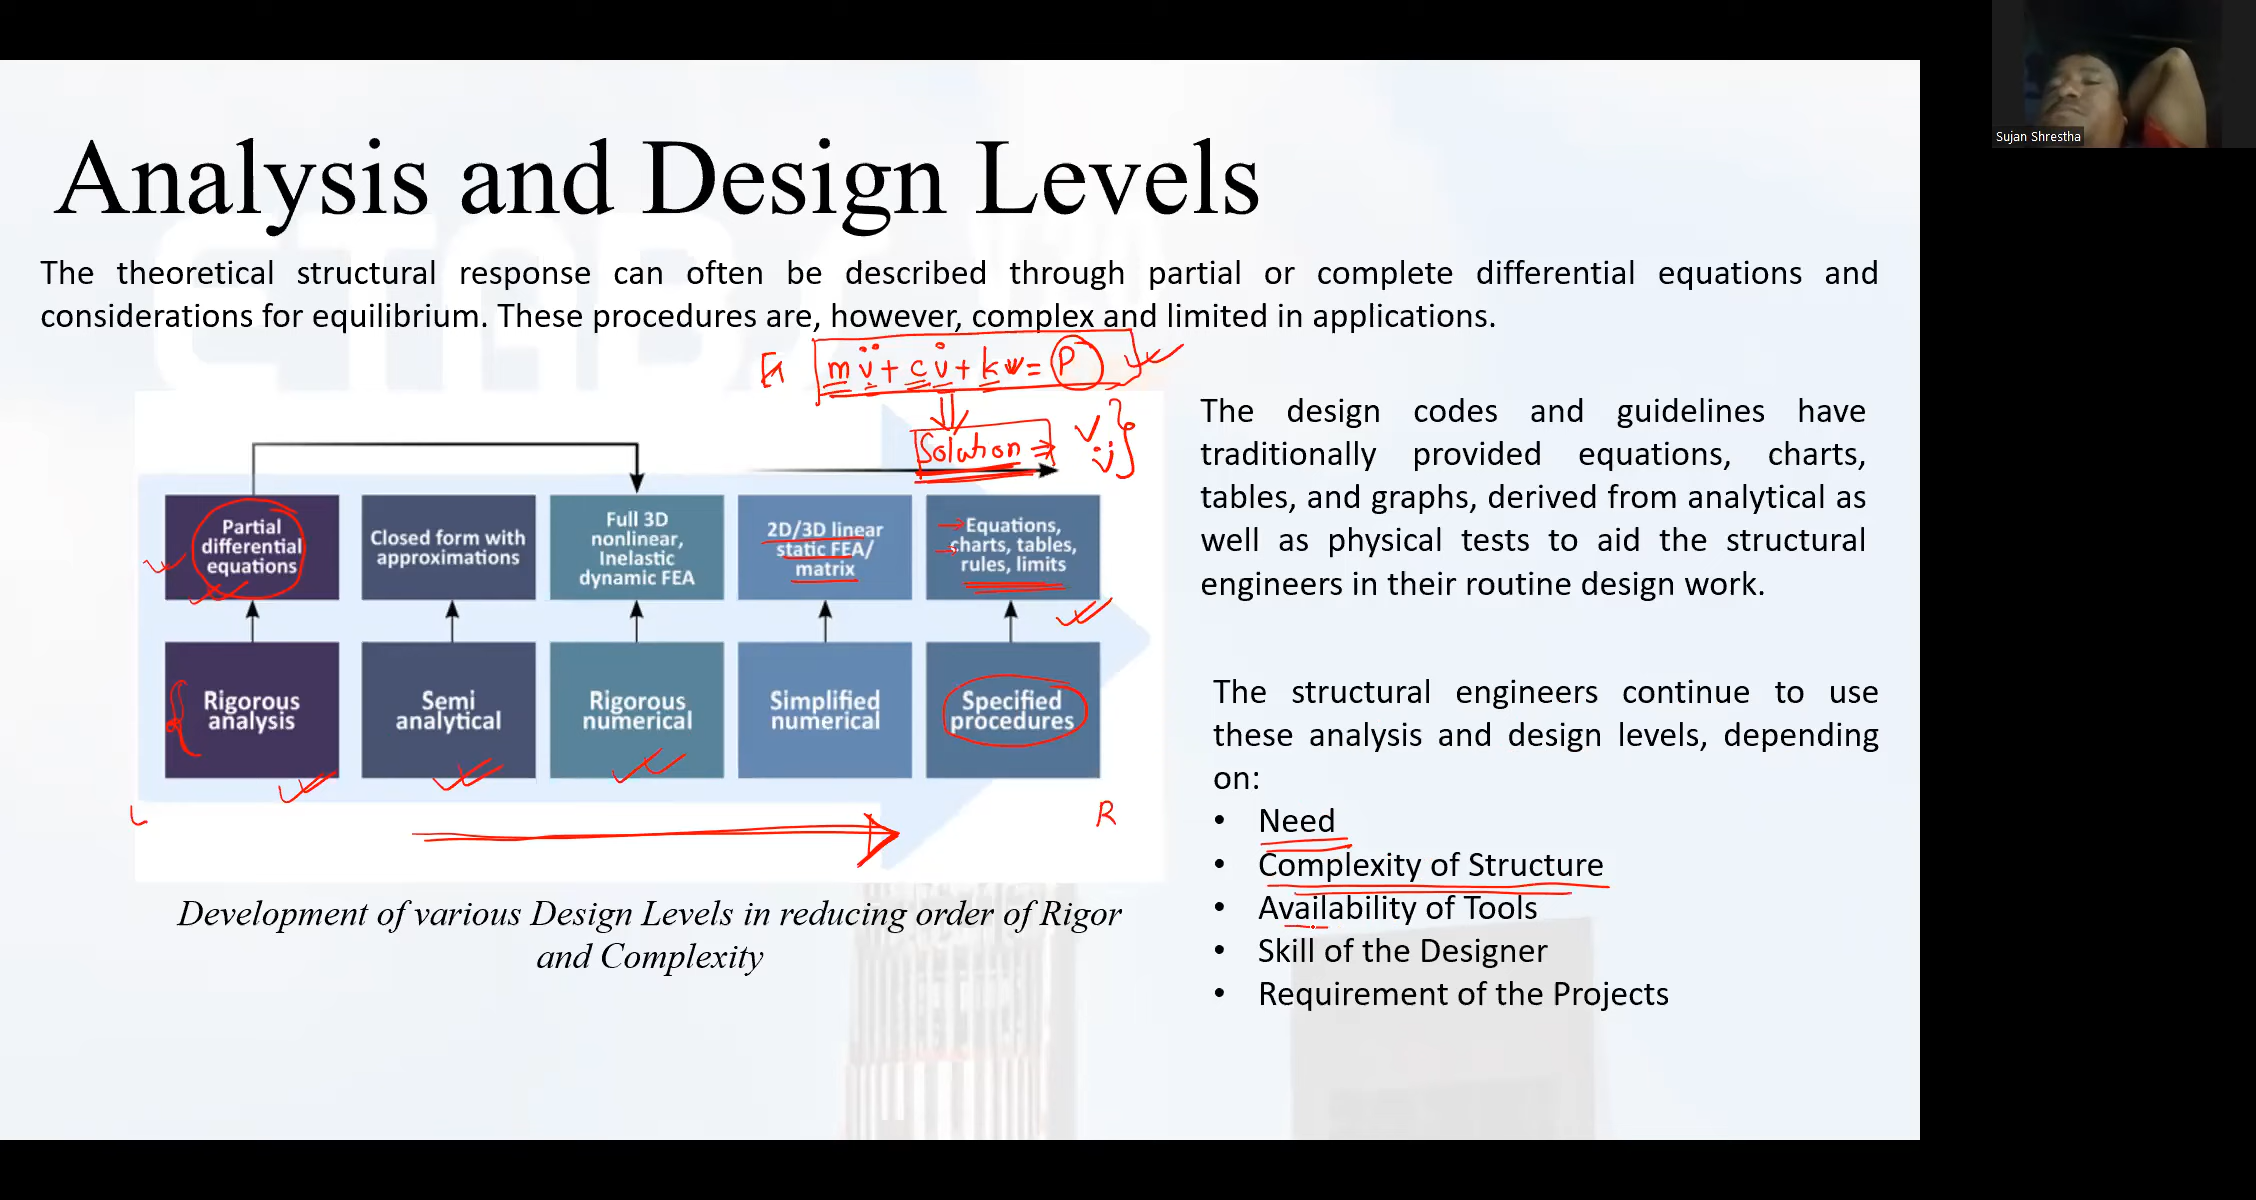 Sujan Shrestha
Analysis and Design Levels
The theoretical structural response can often be described through partial or complete differential equations and
considerations for equilibrium. These procedures are, however, complex and limited in applications.
mv̈ + cv̇ + kv = P
Solution ⇒ v
v̇
Partial
differential
equations
Closed form with
approximations
Full 3D
nonlinear,
Inelastic
dynamic FEA
2D/3D linear
static FEA/
matrix
Equations,
charts, tables,
rules, limits
Rigorous
analysis
Semi
analytical
Rigorous
numerical
Simplified
numerical
Specified
procedures
L
R
Development of various Design Levels in reducing order of Rigor
and Complexity
The design codes and guidelines have
traditionally provided equations, charts,
tables, and graphs, derived from analytical as
well as physical tests to aid the structural
engineers in their routine design work.
The structural engineers continue to use
these analysis and design levels, depending
on:
• Need
• Complexity of Structure
• Availability of Tools
• Skill of the Designer
• Requirement of the Projects